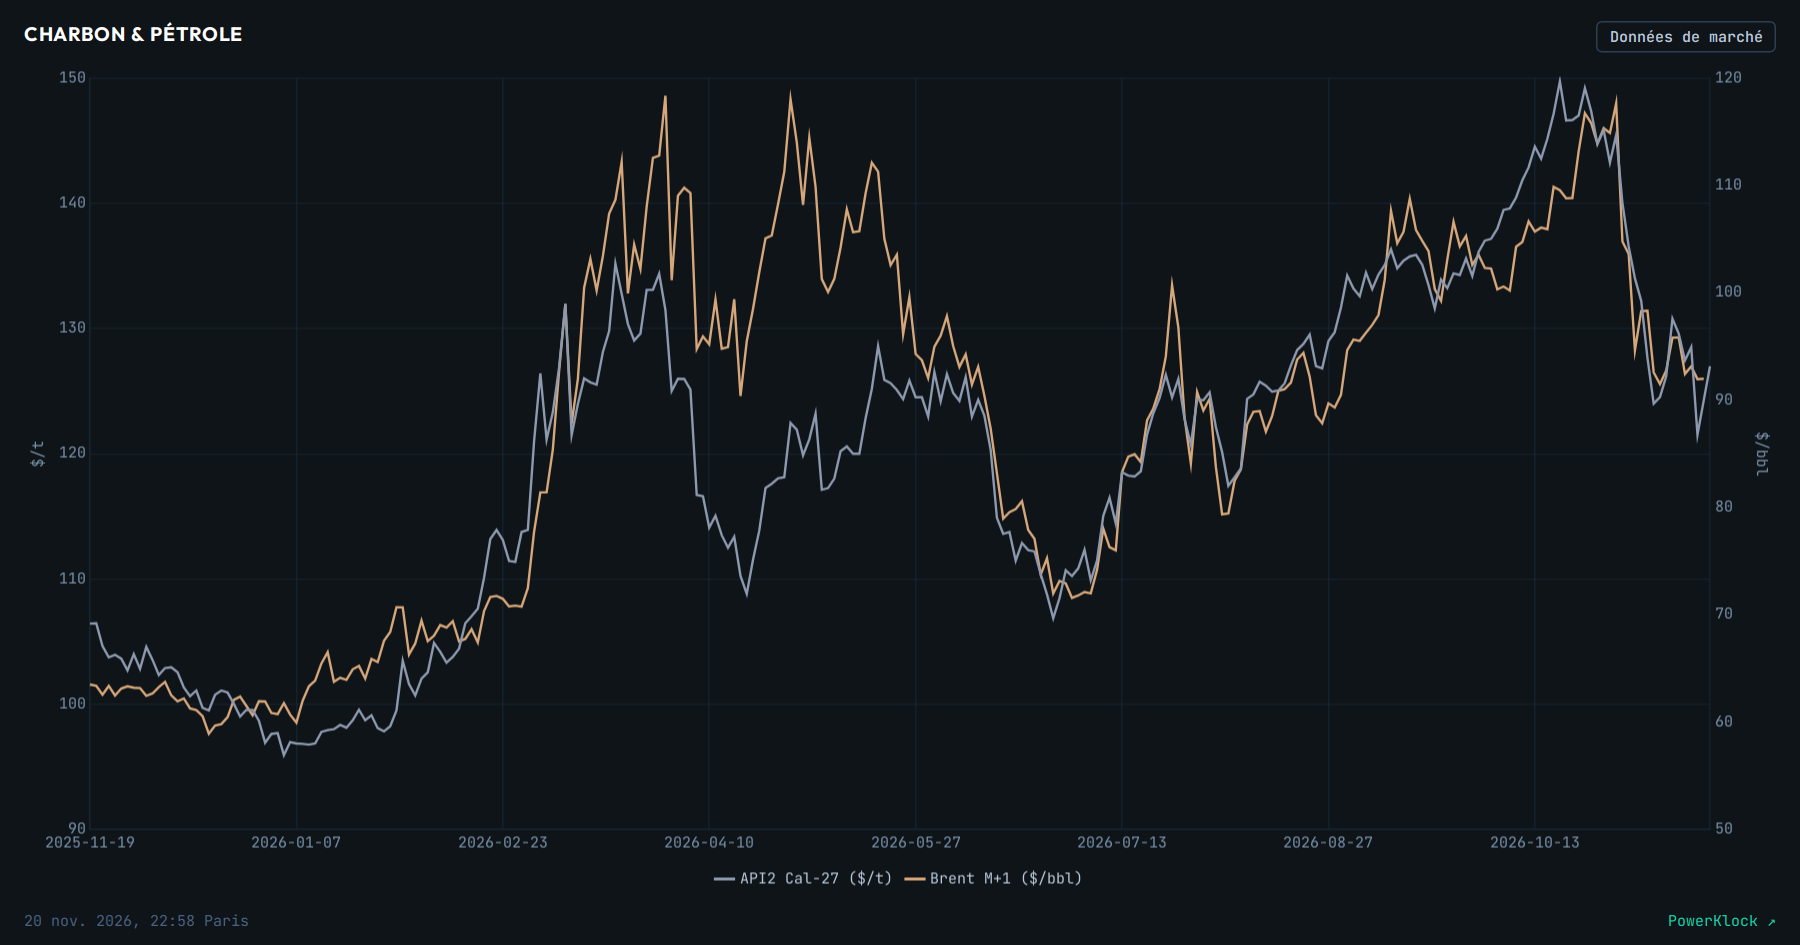 CHARBON & PÉTROLE
Données de marché
150
140
130
120
110
100
90
$/t
120
110
100
90
80
70
60
50
$/bbl
2025-11-19
2026-01-07
2026-02-23
2026-04-10
2026-05-27
2026-07-13
2026-08-27
2026-10-13
API2 Cal-27 ($/t)
Brent M+1 ($/bbl)
20 nov. 2026, 22:58 Paris
PowerKlock ↗